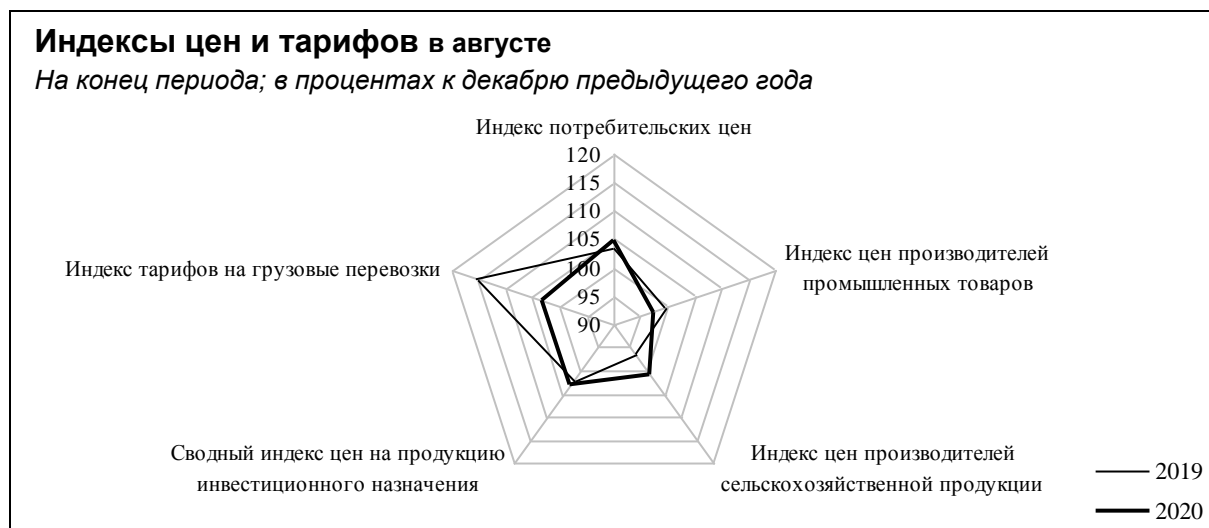 Индексы цен и тарифов в августе
На конец периода; в процентах к декабрю предыдущего года
Индекс потребительских цен
120
115
110
105
100
95
90
Индекс цен производителей
промышленных товаров
Индекс тарифов на грузовые перевозки
Сводный индекс цен на продукцию
инвестиционного назначения
Индекс цен производителей
сельскохозяйственной продукции
2019
2020